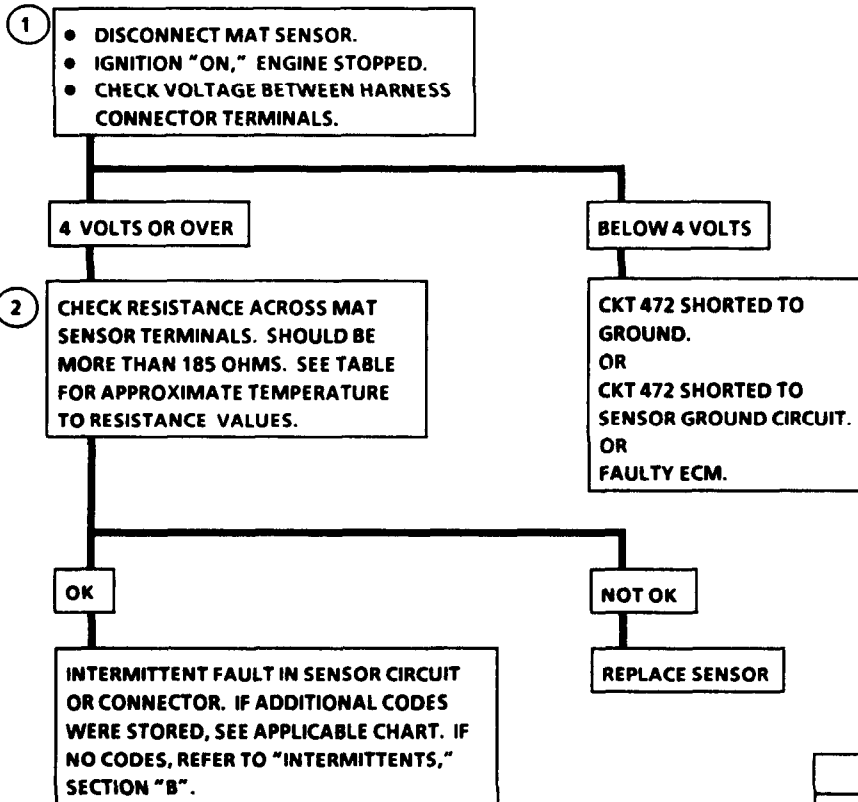 1
• DISCONNECT MAT SENSOR.
• IGNITION "ON," ENGINE STOPPED.
• CHECK VOLTAGE BETWEEN HARNESS
CONNECTOR TERMINALS.
4 VOLTS OR OVER
BELOW 4 VOLTS
2
CHECK RESISTANCE ACROSS MAT
SENSOR TERMINALS. SHOULD BE
MORE THAN 185 OHMS. SEE TABLE
FOR APPROXIMATE TEMPERATURE
TO RESISTANCE VALUES.
CKT 472 SHORTED TO
GROUND.
OR
CKT 472 SHORTED TO
SENSOR GROUND CIRCUIT.
OR
FAULTY ECM.
OK
NOT OK
INTERMITTENT FAULT IN SENSOR CIRCUIT
OR CONNECTOR. IF ADDITIONAL CODES
WERE STORED, SEE APPLICABLE CHART. IF
NO CODES, REFER TO "INTERMITTENTS,"
SECTION "B".
REPLACE SENSOR